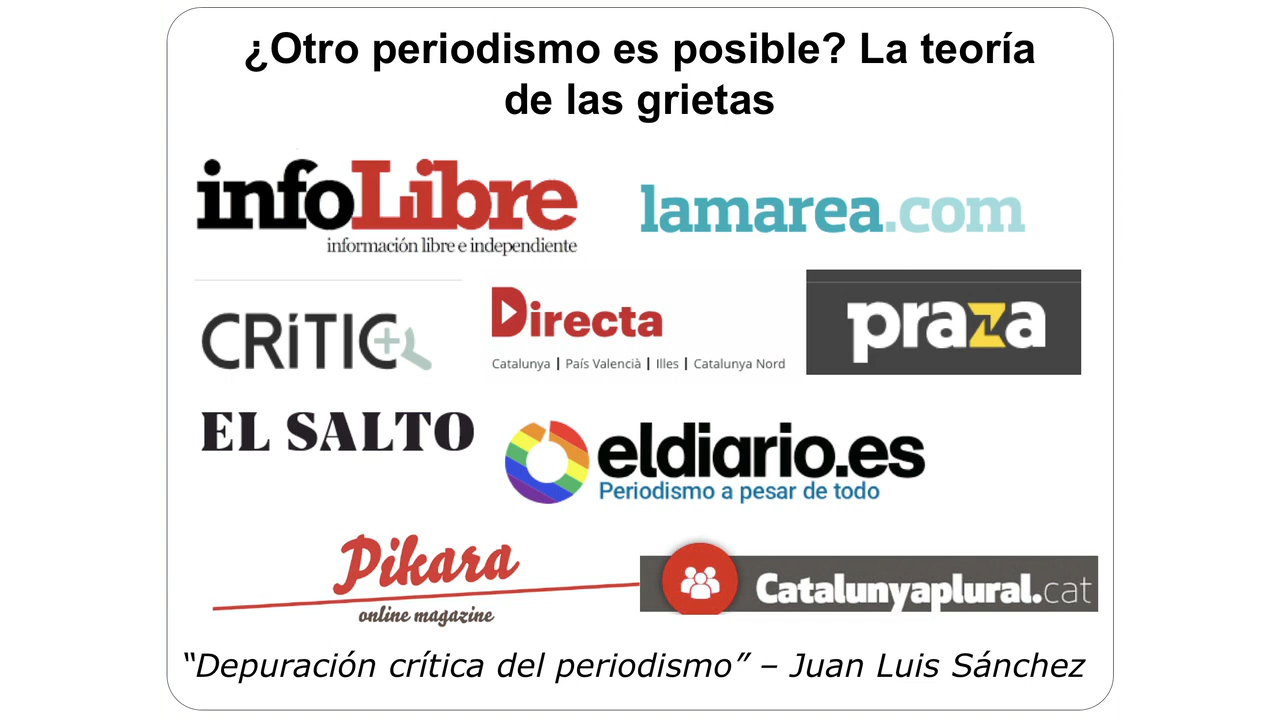 ¿Otro periodismo es posible? La teoría
de las grietas
infoLibre
información libre e independiente
lamarea.com
CRíTIC
Directa
Catalunya | País Valencià | Illes | Catalunya Nord
praza
EL SALTO
eldiario.es
Periodismo a pesar de todo
Pikara
online magazine
Catalunyaplural.cat
“Depuración crítica del periodismo” – Juan Luis Sánchez